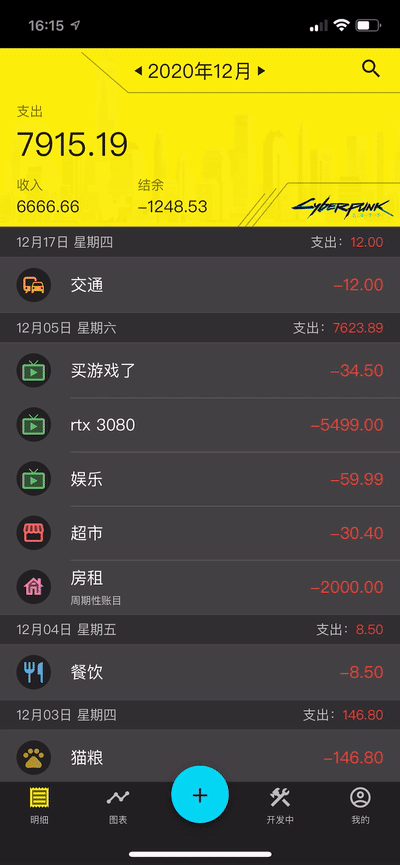 16:15
2020年12月
支出
7915.19
收入 结余
6666.66 -1248.53
CYBERPUNK
2077
12月17日 星期四 支出: 12.00
交通 -12.00
12月05日 星期六 支出: 7623.89
买游戏了 -34.50
rtx 3080 -5499.00
娱乐 -59.99
超市 -30.40
房租 -2000.00
周期性账目
12月04日 星期五 支出: 8.50
餐饮 -8.50
12月03日 星期四 支出: 146.80
猫粮 -146.80
明细 图表 开发中 我的